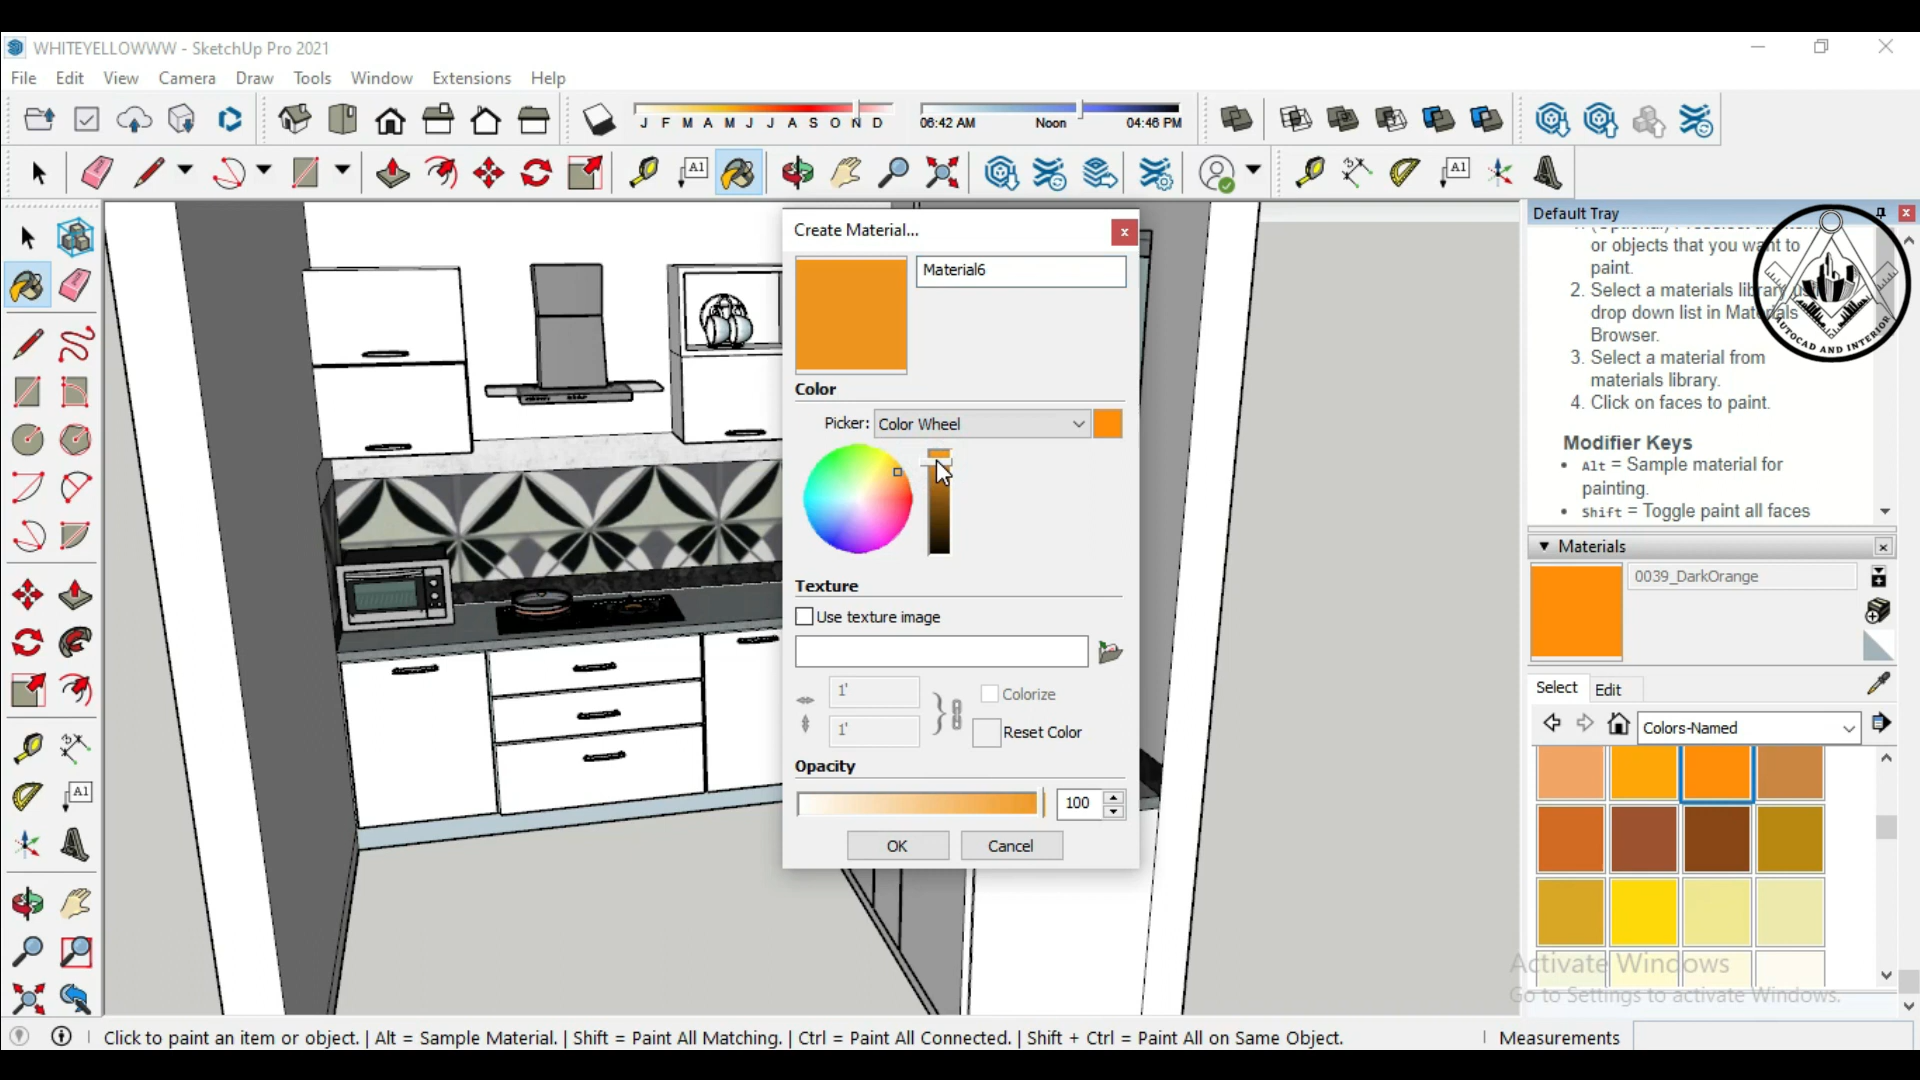 WHITEYELLOWWW - SketchUp Pro 2021
File Edit View Camera Draw Tools Window Extensions Help
J F M A M J J A S O N D
06:42 AM Noon 04:46 PM
A1
A1
Create Material...
Material6
Color
Picker: Color Wheel
Texture
Use texture image
1'
Colorize
1'
Reset Color
Opacity
100
OK Cancel
Default Tray
or objects that you want to
paint.
2. Select a materials library
drop down list in Materials
Browser.
3. Select a material from
materials library.
4. Click on faces to paint.
Modifier Keys
• Alt = Sample material for
painting.
• Shift = Toggle paint all faces
AUTOCAD AND INTERIOR
Materials
0039_DarkOrange
Select Edit
Colors-Named
A1
Activate Windows
Go to Settings to activate Windows.
Click to paint an item or object. | Alt = Sample Material. | Shift = Paint All Matching. | Ctrl = Paint All Connected. | Shift + Ctrl = Paint All on Same Object.
Measurements